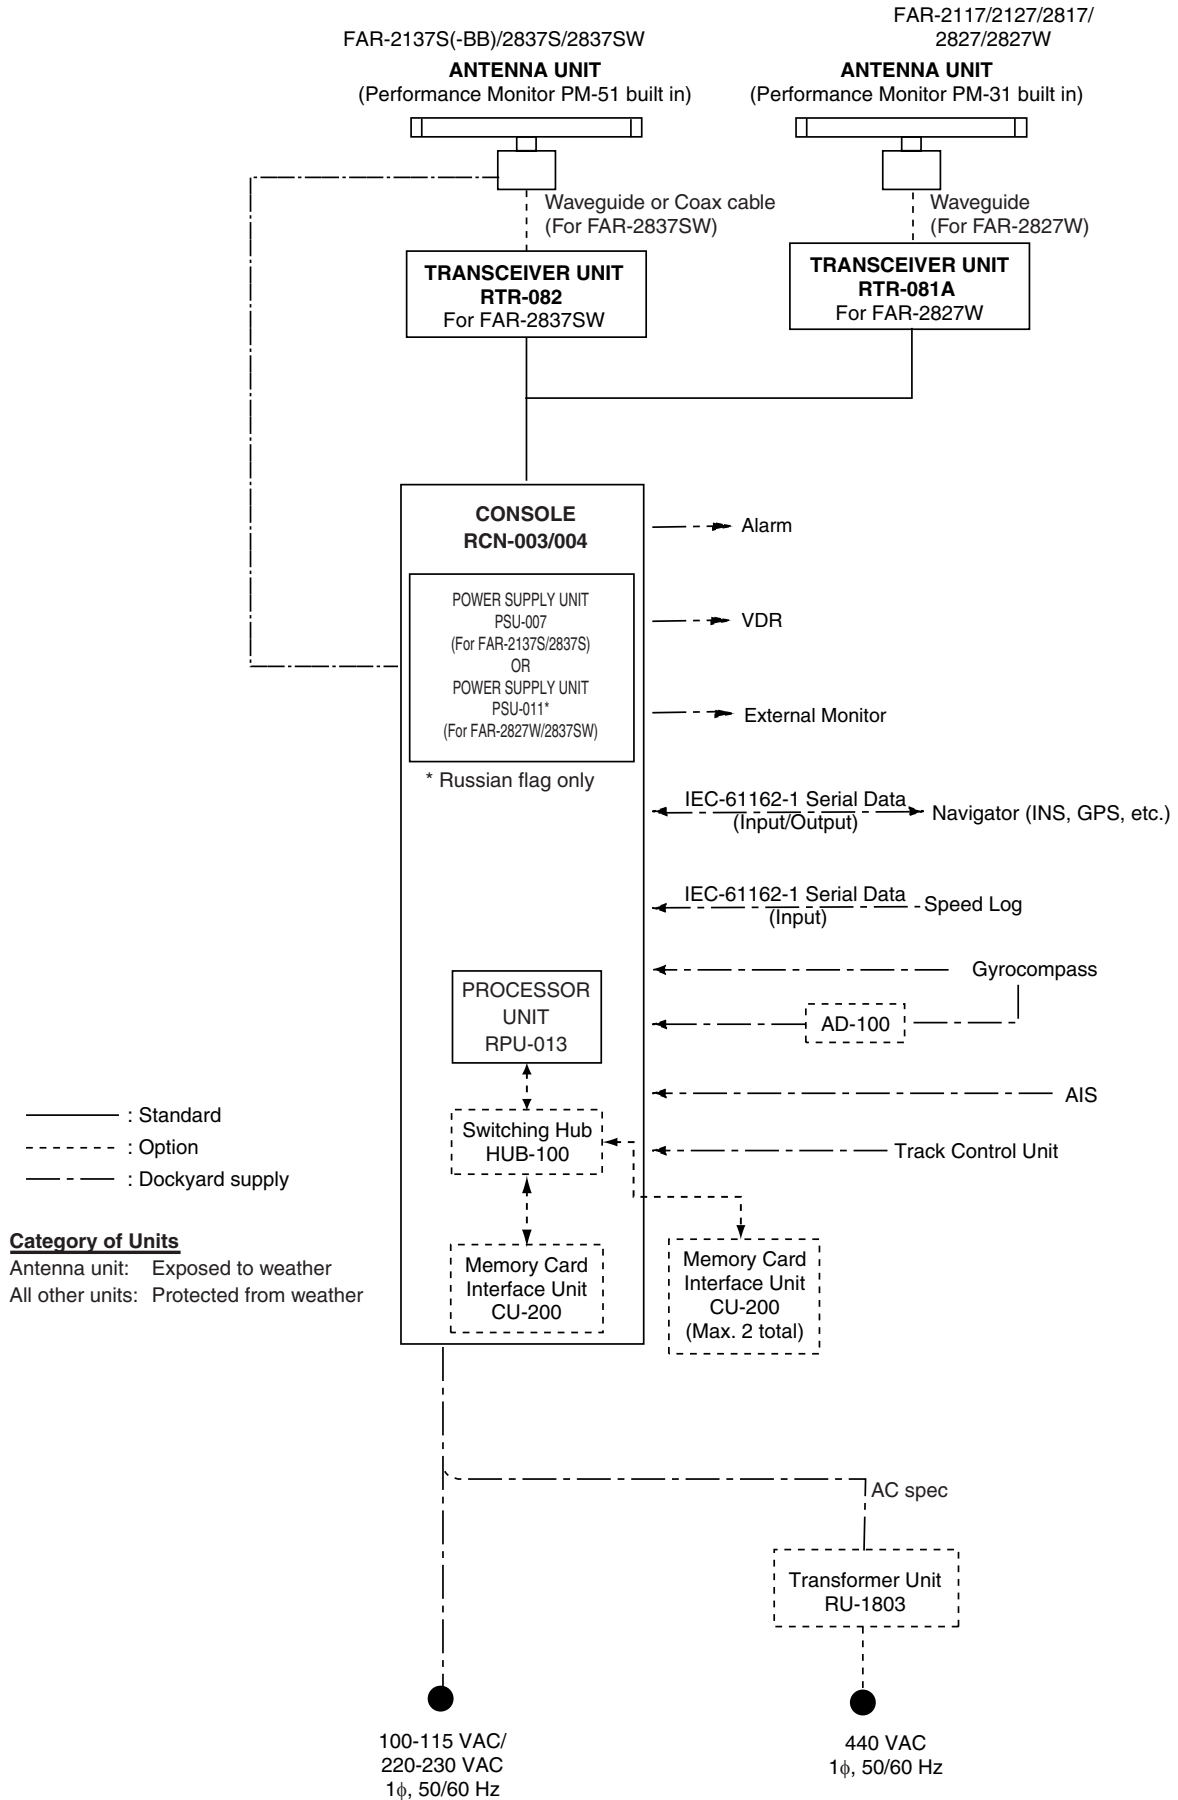 FAR-2137S(-BB)/2837S/2837SW
ANTENNA UNIT
(Performance Monitor PM-51 built in)
FAR-2117/2127/2817/
2827/2827W
ANTENNA UNIT
(Performance Monitor PM-31 built in)
Waveguide or Coax cable
(For FAR-2837SW)
Waveguide
(For FAR-2827W)
TRANSCEIVER UNIT
RTR-082
For FAR-2837SW
TRANSCEIVER UNIT
RTR-081A
For FAR-2827W
CONSOLE
RCN-003/004
POWER SUPPLY UNIT
PSU-007
(For FAR-2137S/2837S)
OR
POWER SUPPLY UNIT
PSU-011*
(For FAR-2827W/2837SW)
* Russian flag only
Alarm
VDR
External Monitor
IEC-61162-1 Serial Data
(Input/Output)
Navigator (INS, GPS, etc.)
IEC-61162-1 Serial Data
(Input)
Speed Log
Gyrocompass
AD-100
AIS
Track Control Unit
PROCESSOR
UNIT
RPU-013
Switching Hub
HUB-100
Memory Card
Interface Unit
CU-200
Memory Card
Interface Unit
CU-200
(Max. 2 total)
: Standard
: Option
: Dockyard supply
Category of Units
Antenna unit: Exposed to weather
All other units: Protected from weather
AC spec
Transformer Unit
RU-1803
100-115 VAC/
220-230 VAC
1ϕ, 50/60 Hz
440 VAC
1ϕ, 50/60 Hz